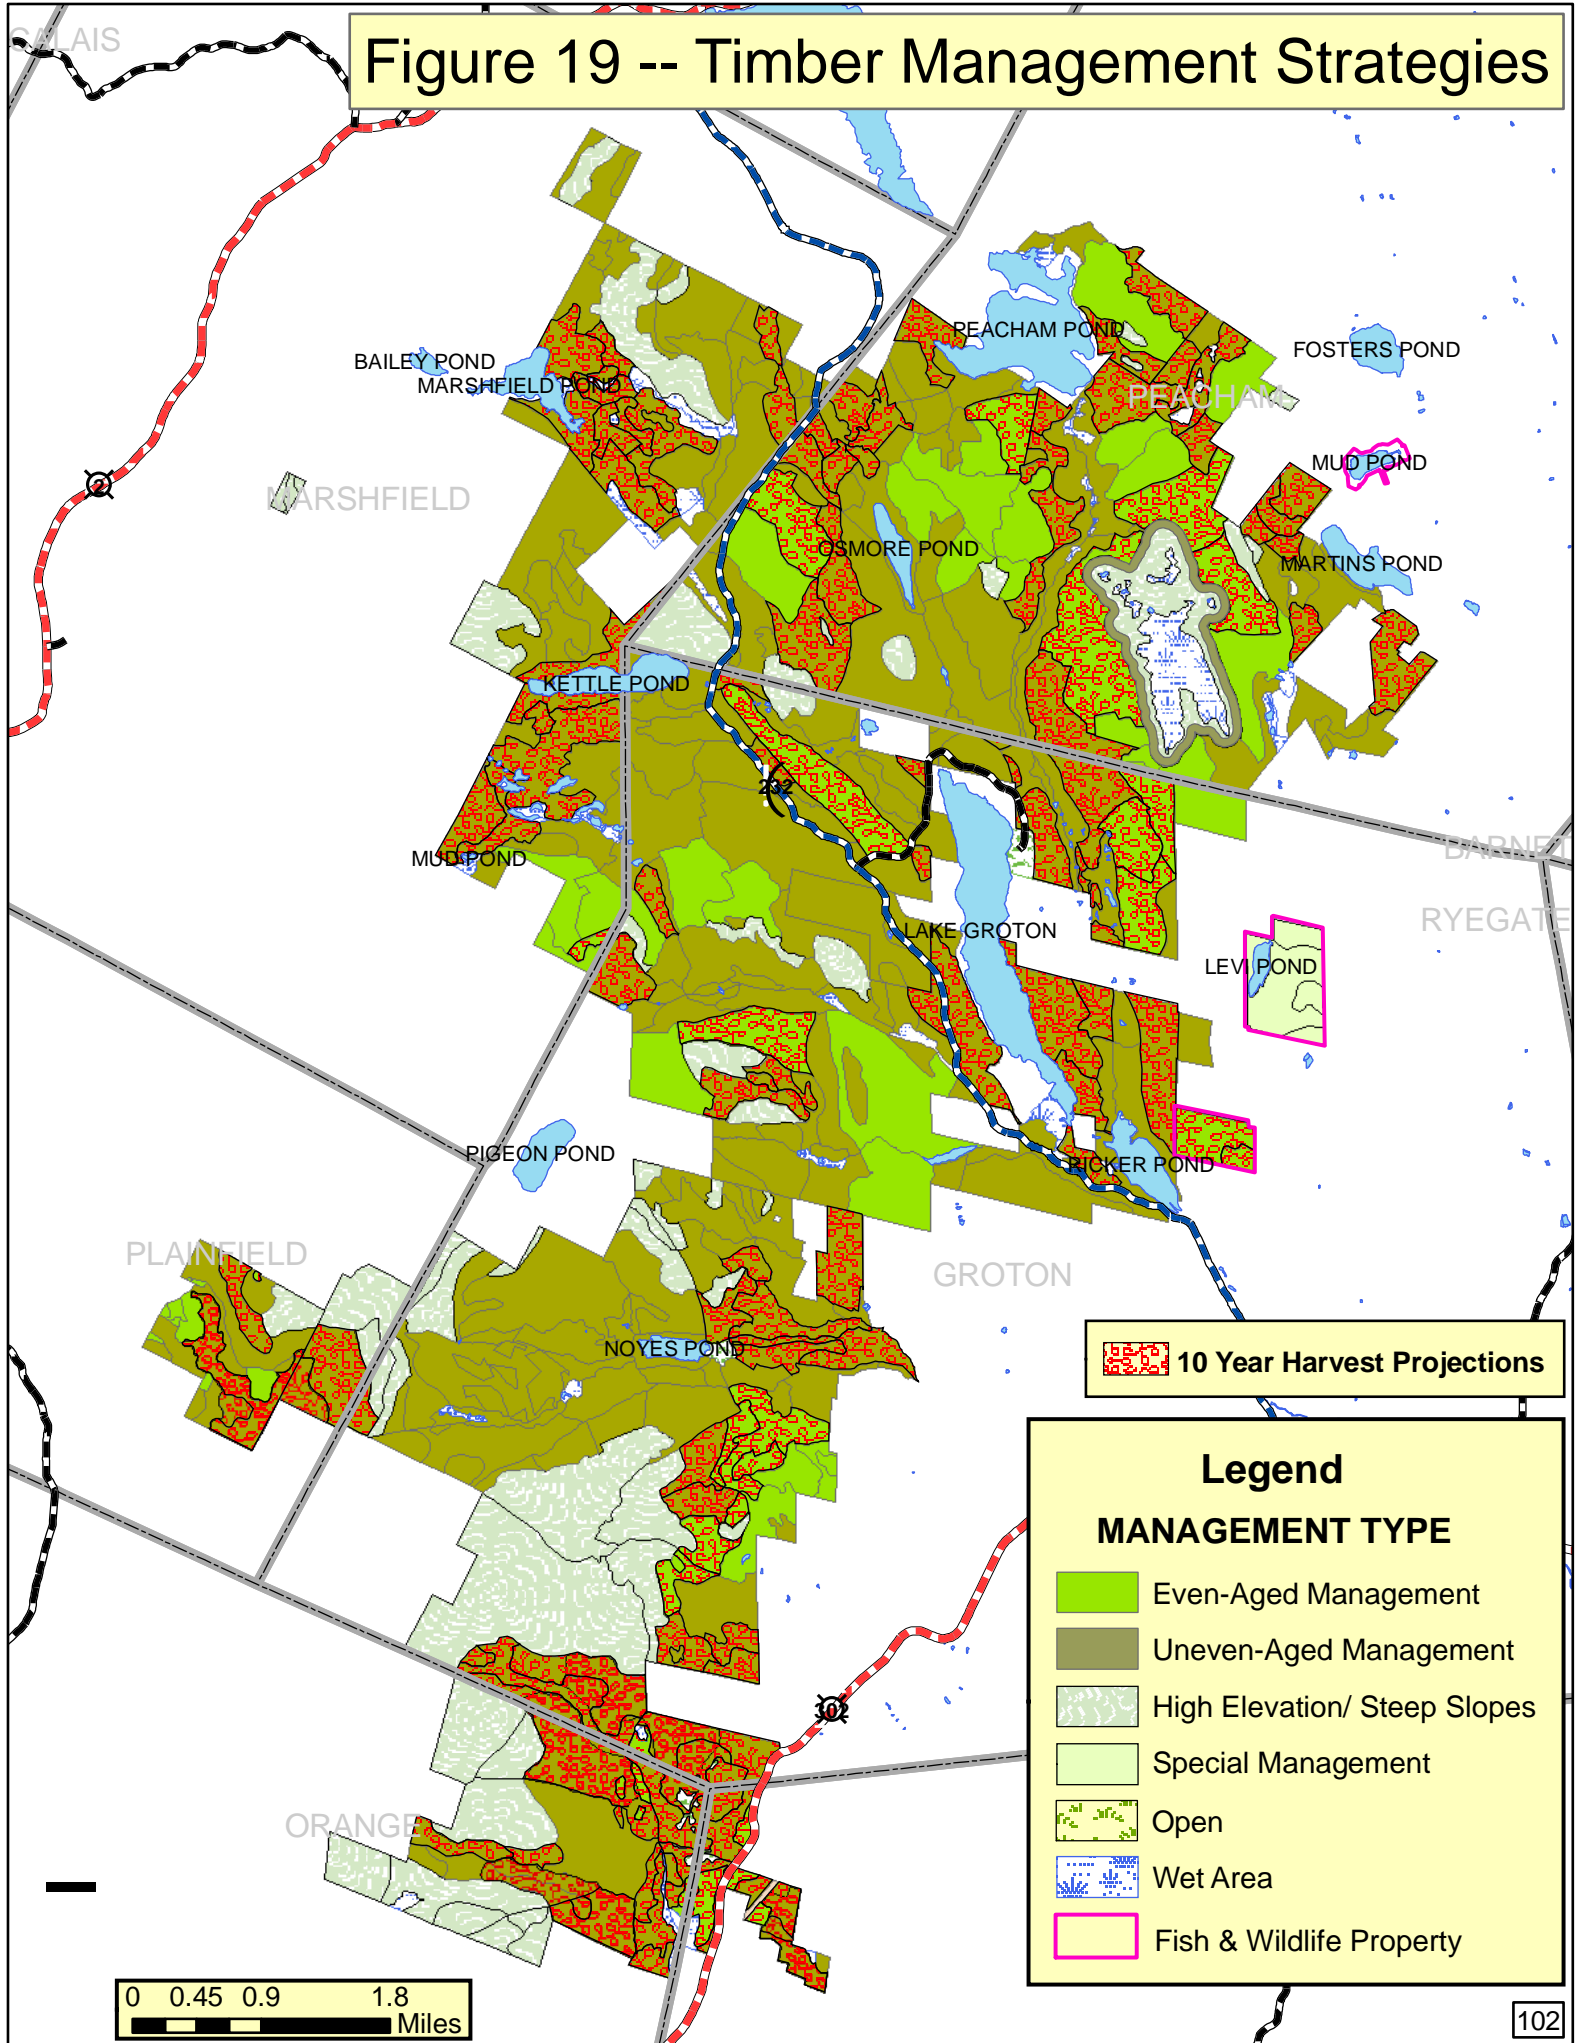 CALAIS
Figure 19 -- Timber Management Strategies
PEACHAM POND
BAILEY POND
MARSHFIELD POND
FOSTERS POND
PEACHAM
MUD POND
2
MARSHFIELD
OSMORE POND
MARTINS POND
KETTLE POND
232
MUD POND
BARNET
RYEGATE
LAKE GROTON
LEVI POND
PIGEON POND
RICKER POND
PLAINFIELD
GROTON
NOYES POND
10 Year Harvest Projections
Legend
MANAGEMENT TYPE
Even-Aged Management
Uneven-Aged Management
High Elevation/ Steep Slopes
302
Special Management
ORANGE
Open
Wet Area
Fish & Wildlife Property
0 0.45 0.9 1.8
Miles
102